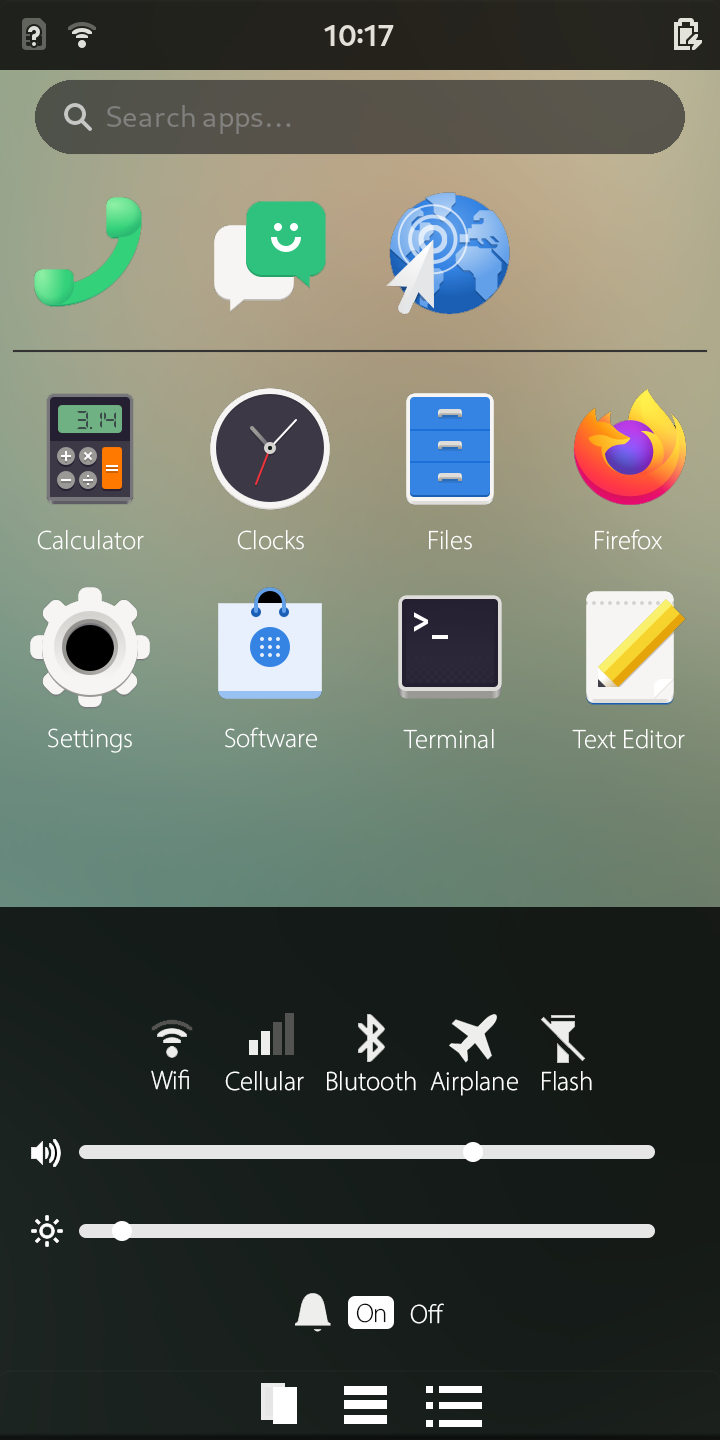 10:17
Search apps...
3.14
Calculator Clocks Files Firefox
>_
Settings Software Terminal Text Editor
Wifi Cellular Blutooth Airplane Flash
On Off